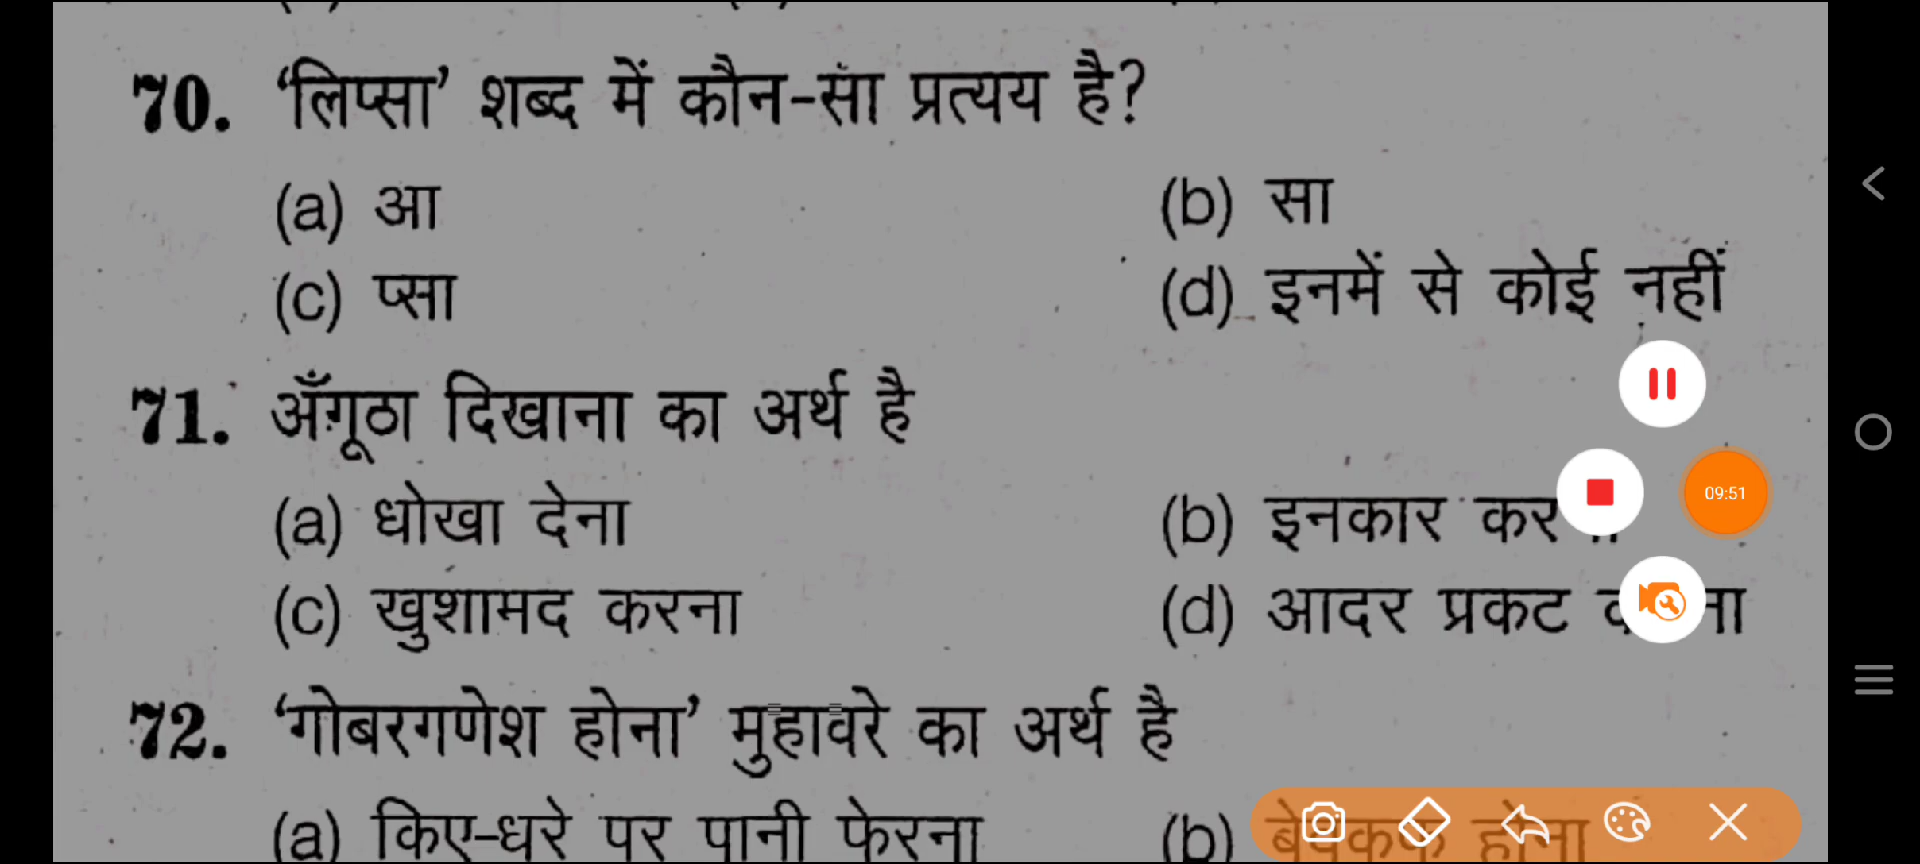 70. ‘लिप्सा’ शब्द में कौन-सा प्रत्यय है?
(a) आ (b) सा
(c) प्सा (d) इनमें से कोई नहीं
71. अँगूठा दिखाना का अर्थ है
(a) धोखा देना (b) इनकार
09:51
(c) खुशामद करना (d) आदर प्रकट
72. ‘गोबरगणेश होना’ मुहावरे का अर्थ है
(a) किए-धरे पर पानी फेरना (b) होना